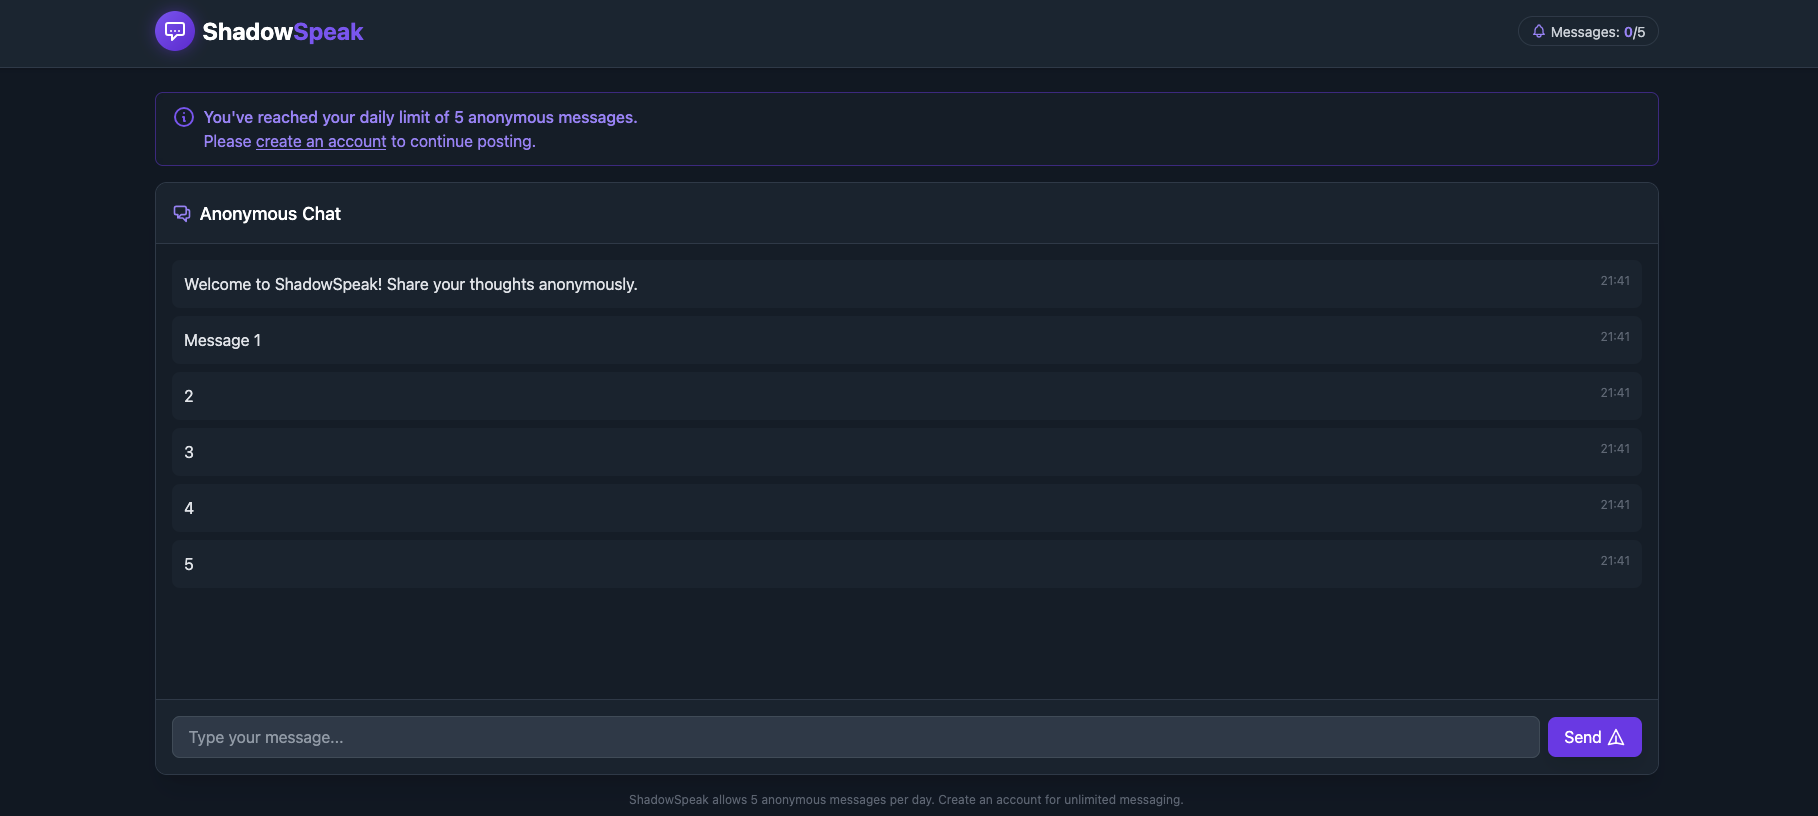 ShadowSpeak
Messages: 0/5
You've reached your daily limit of 5 anonymous messages.
Please create an account to continue posting.
Anonymous Chat
Welcome to ShadowSpeak! Share your thoughts anonymously. 21:41
Message 1 21:41
2 21:41
3 21:41
4 21:41
5 21:41
Type your message...
Send
ShadowSpeak allows 5 anonymous messages per day. Create an account for unlimited messaging.